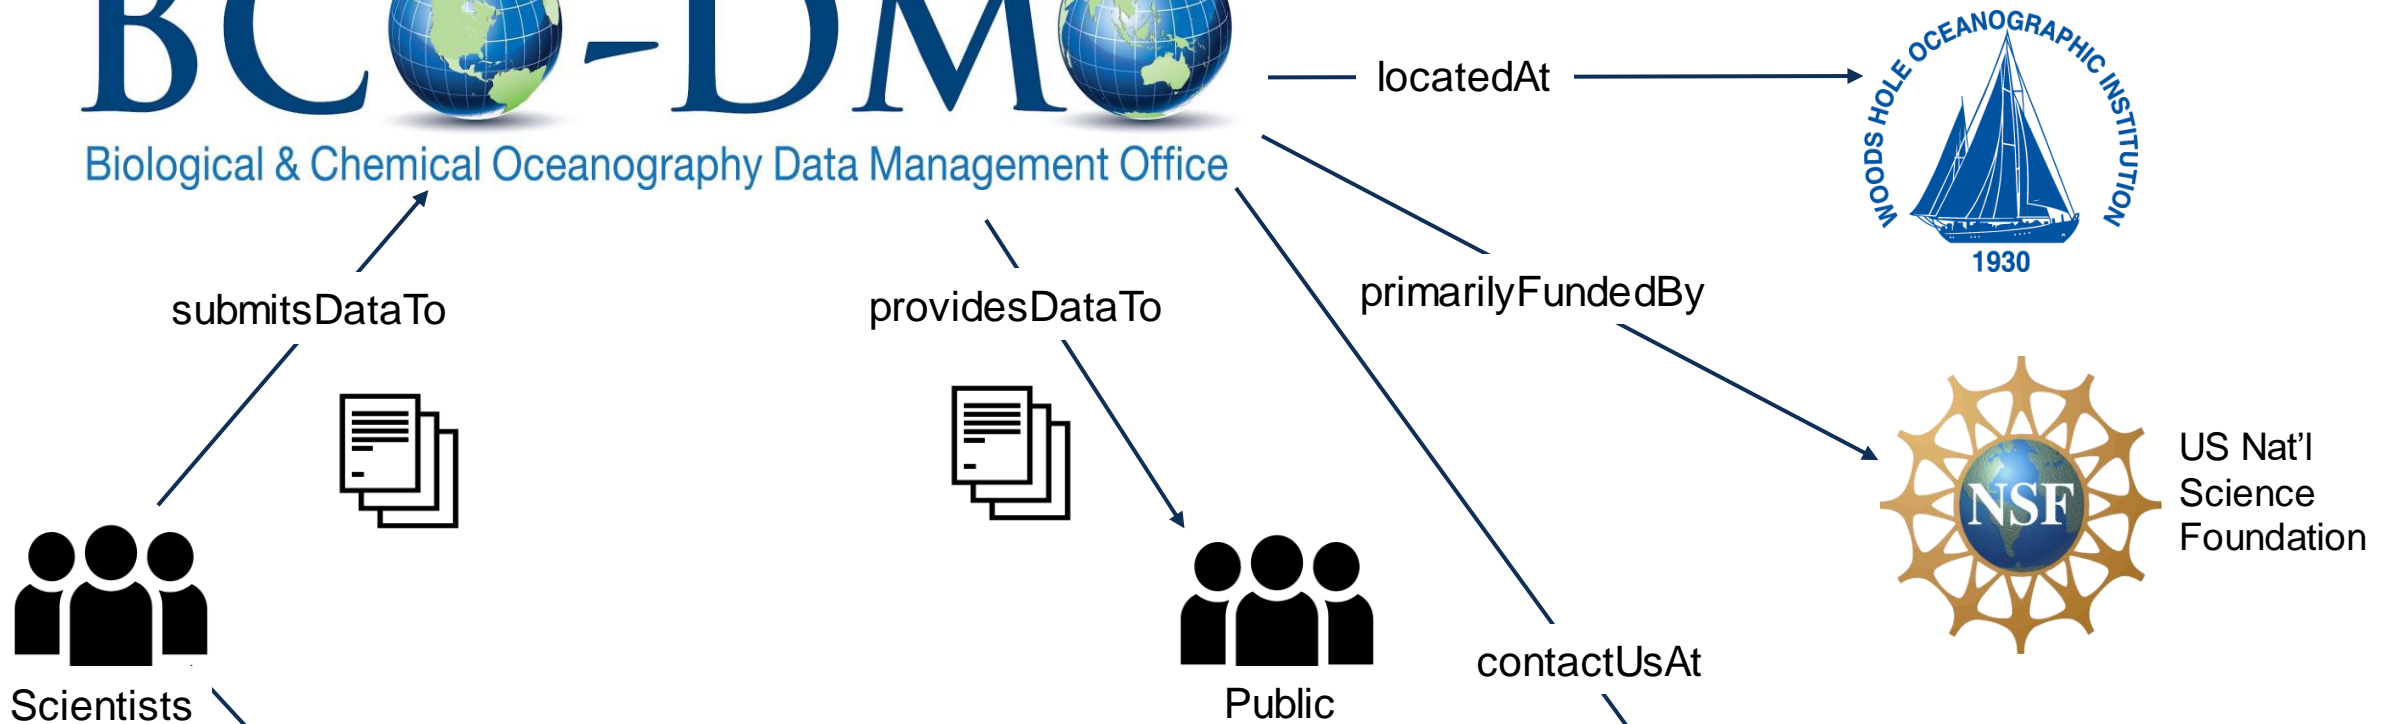 BCO-DMO
Biological & Chemical Oceanography Data Management Office
locatedAt
WOODS HOLE OCEANOGRAPHIC INSTITUTION
1930
submitsDataTo
providesDataTo
primarilyFundedBy
NSF
US Nat’l
Science
Foundation
contactUsAt
Scientists
Public